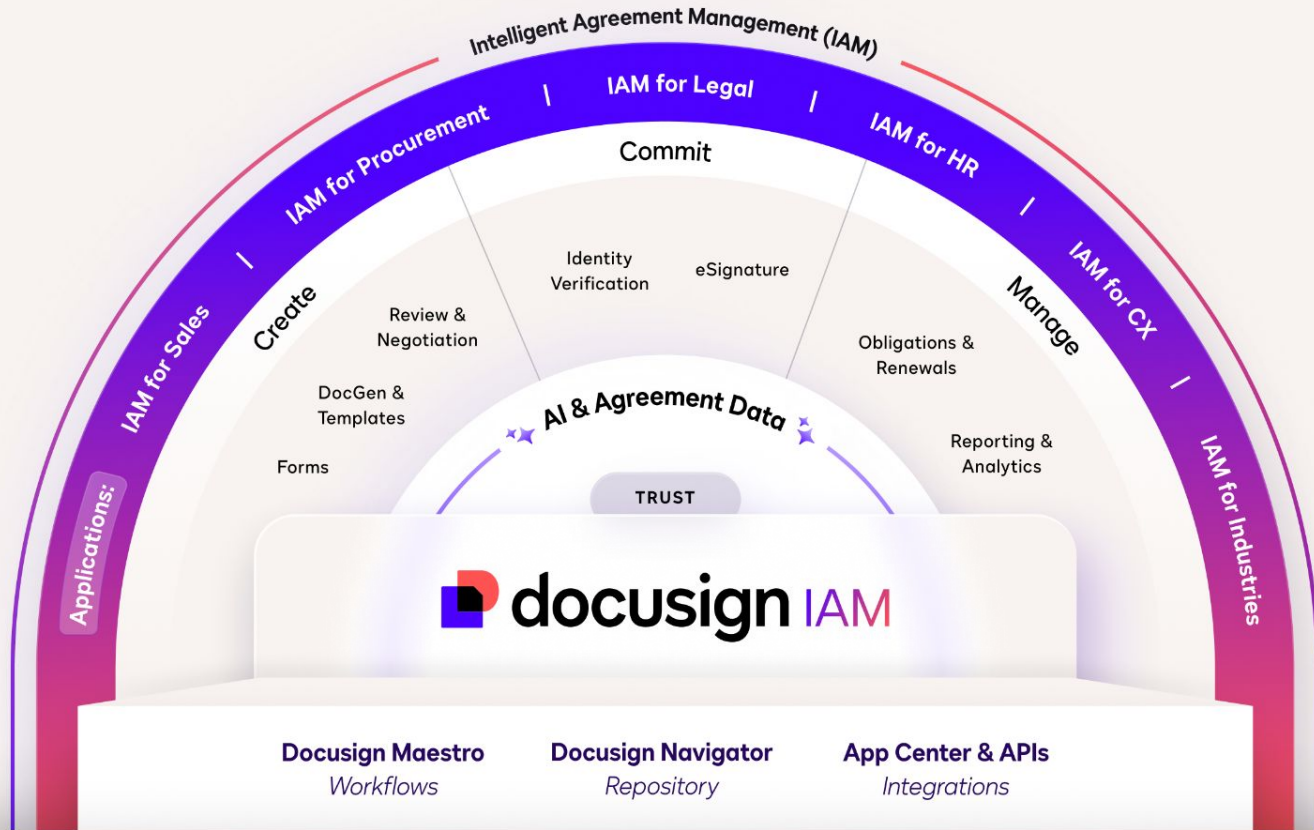 Intelligent Agreement Management (IAM)
Applications:
IAM for Sales
|
IAM for Procurement
|
IAM for Legal
|
IAM for HR
|
IAM for CX
|
IAM for Industries
Create
Commit
Manage
Forms
DocGen &
Templates
Review &
Negotiation
Identity
Verification
eSignature
Obligations &
Renewals
Reporting &
Analytics
AI & Agreement Data
TRUST
docusign IAM
Docusign Maestro
Workflows
Docusign Navigator
Repository
App Center & APIs
Integrations